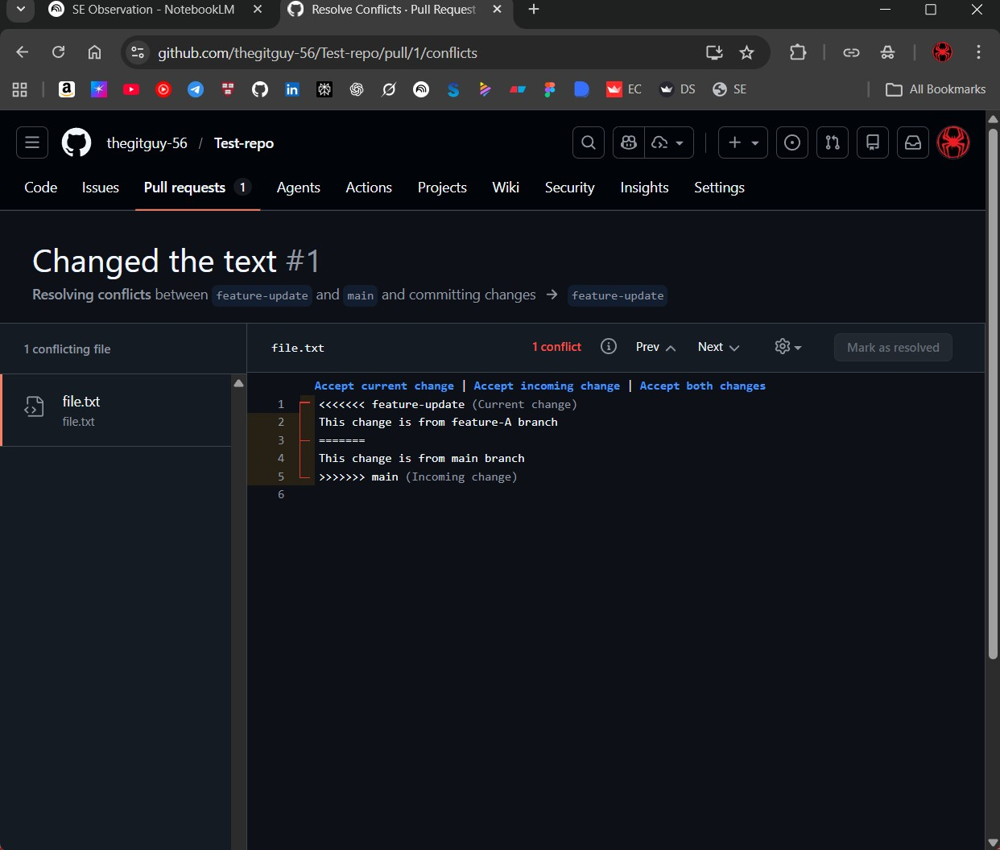 SE Observation - NotebookLM
Resolve Conflicts · Pull Request
github.com/thegitguy-56/Test-repo/pull/1/conflicts
EC
DS
SE
All Bookmarks
thegitguy-56 / Test-repo
Code
Issues
Pull requests 1
Agents
Actions
Projects
Wiki
Security
Insights
Settings
Changed the text #1
Resolving conflicts between feature-update and main and committing changes → feature-update
1 conflicting file
file.txt
file.txt
file.txt
1 conflict
Prev
Next
Mark as resolved
Accept current change | Accept incoming change | Accept both changes
1 <<<<<<< feature-update (Current change)
2 This change is from feature-A branch
3 =======
4 This change is from main branch
5 >>>>>>> main (Incoming change)
6